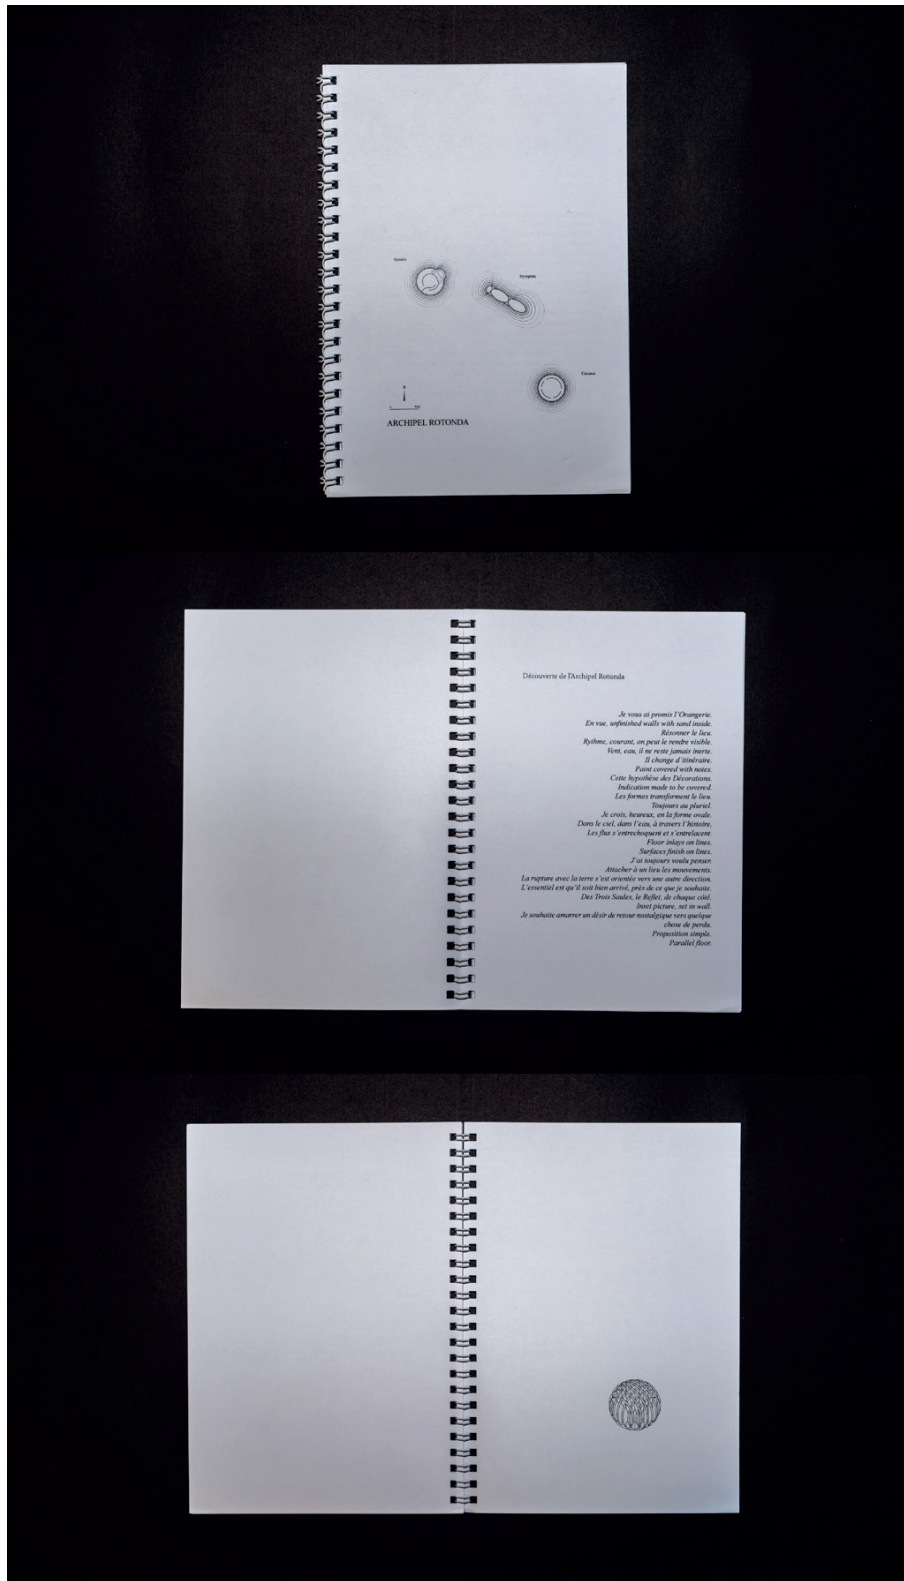 Nymphéa
ARCHIPEL ROTONDA
Découverte de l'Archipel Rotunda
Je vous ai promis l'Orangerie.
En vue, unfinished walls with sand inside.
Résonner le lieu.
Rythme, courant, on peut le rendre visible.
Vent, eau, il ne reste jamais inerte.
Il change d'itinéraire.
Paint covered with notes.
Cette hypothèse des Décorations.
Indication made to be covered.
Les formes transforment le lieu.
Toujours au pluriel.
Je crois, heureux, en la forme ovale.
Dans le ciel, dans l'eau, à travers l'histoire,
Les flux s'entrechoquent et s'entrelacent.
Floor inlays on lines.
Surfaces finish on lines.
J'ai toujours voulu penser.
Attacher à un lieu les mouvements.
La rupture avec la terre s'est orientée vers une autre direction.
L'essentiel est qu'il soit bien arrivé, près de ce que je souhaite.
Des Trois Saules, le Reflet, de chaque côté.
Inset picture, set in wall.
Je souhaite amarrer un désir de retour nostalgique vers quelque
chose de perdu.
Proposition simple.
Parallel floor.